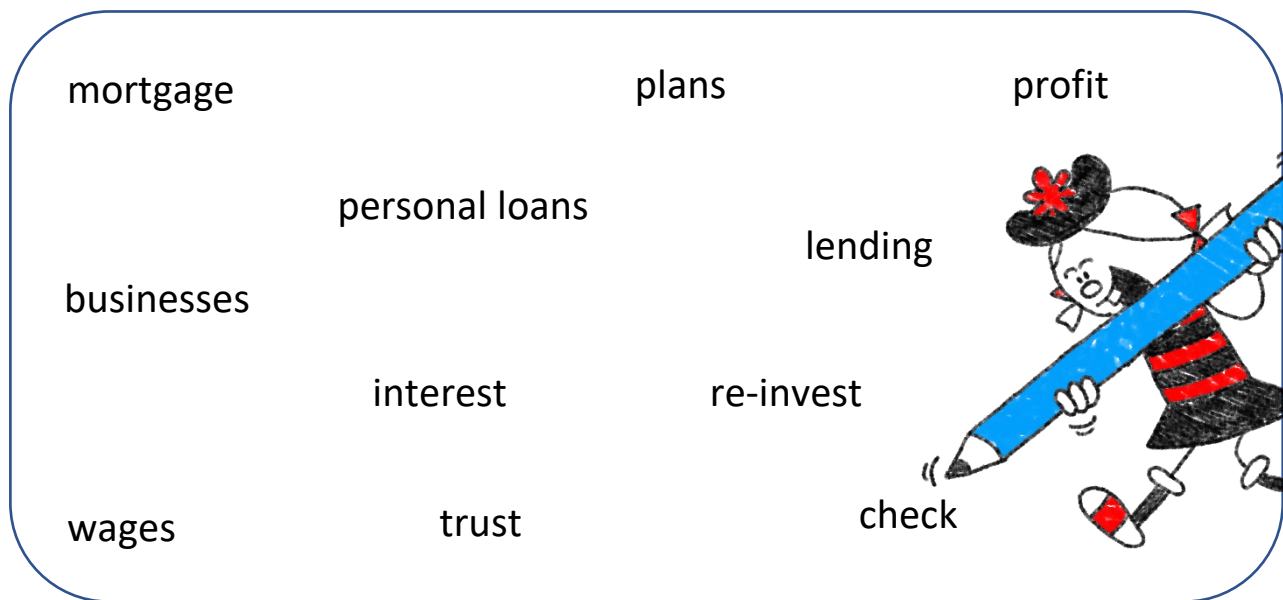 mortgage
plans
profit
personal loans
lending
businesses
interest
re-invest
wages
trust
check